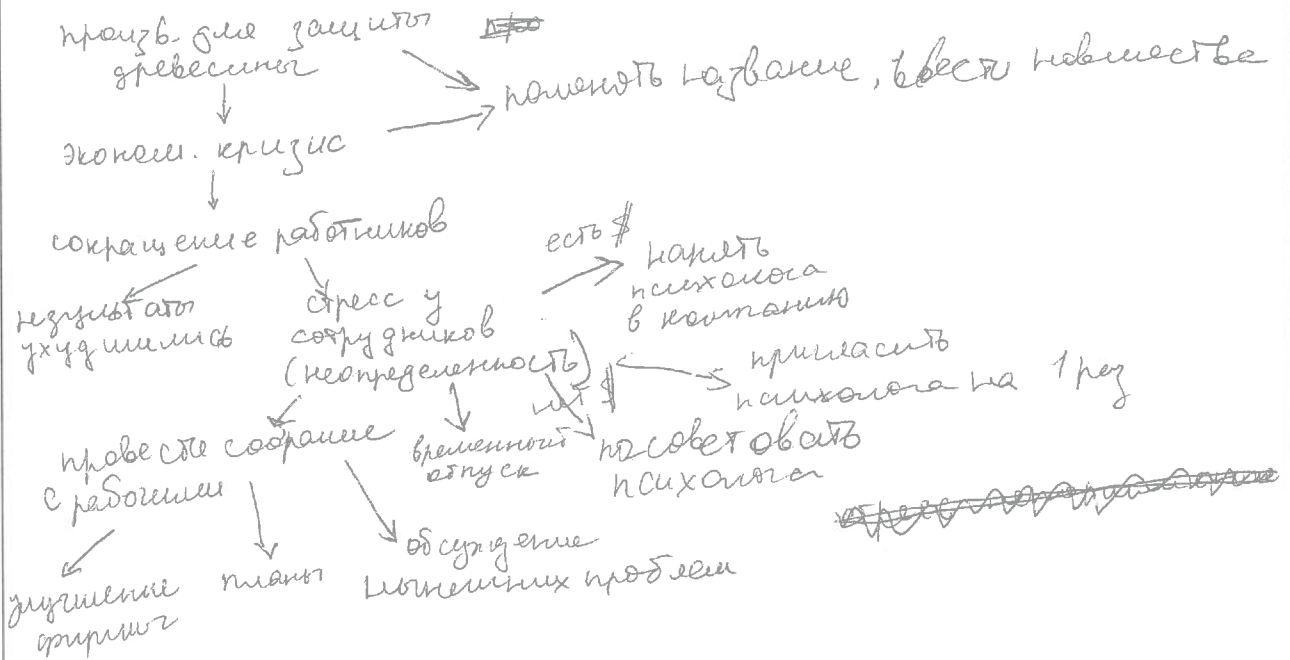 произв. для защиты
древесины
поменять название, ввести новшества
эконом. кризис
сокращение работников
есть $
нанять
психолога
в компанию
результаты
ухудшились
стресс у
сотрудников
(неопределенность)
пригласить
психолога на 1 раз
нет $
провести собрание
с рабочими
временный
отпуск
посоветовать
психолога
улучшение
фирмы
планы
обсуждение
нынешних проблем